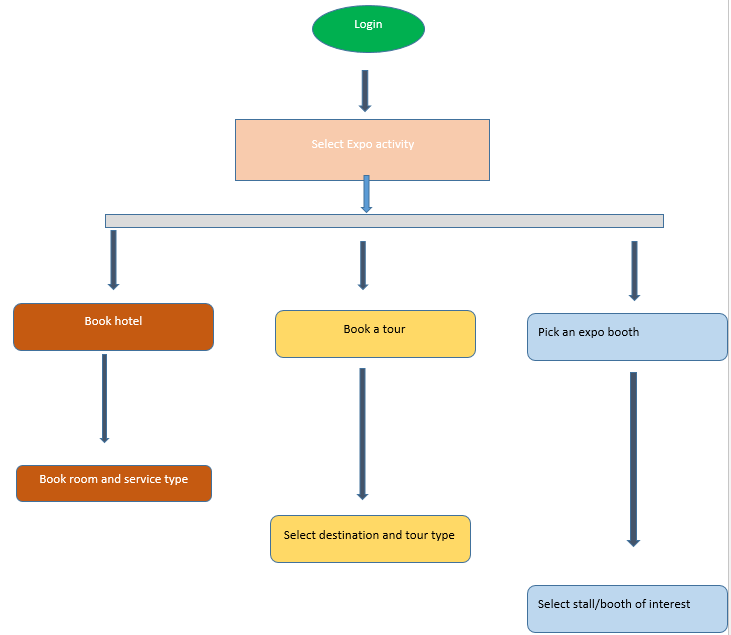 Login
Select Expo activity
Book hotel
Book a tour
Pick an expo booth
Book room and service type
Select destination and tour type
Select stall/booth of interest